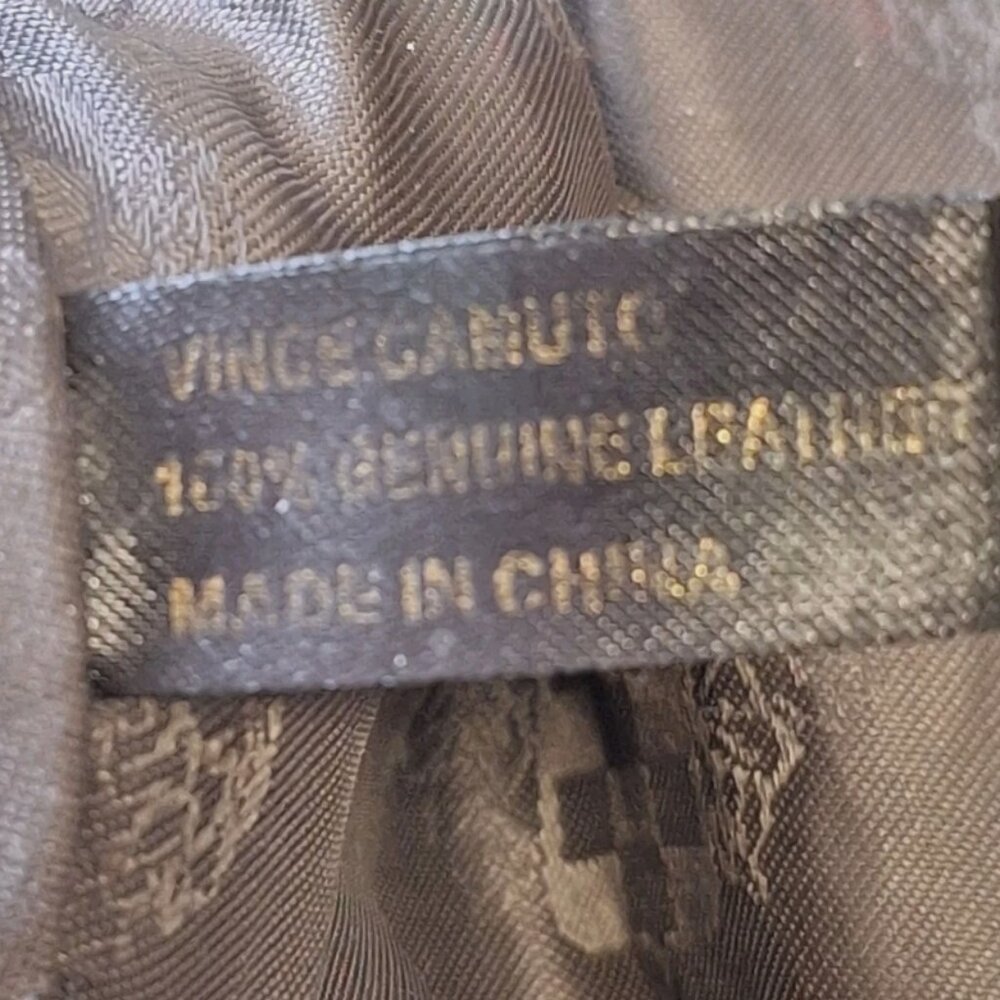 VINCE CAMUTO
100% GENUINE LEATHER
MADE IN CHINA